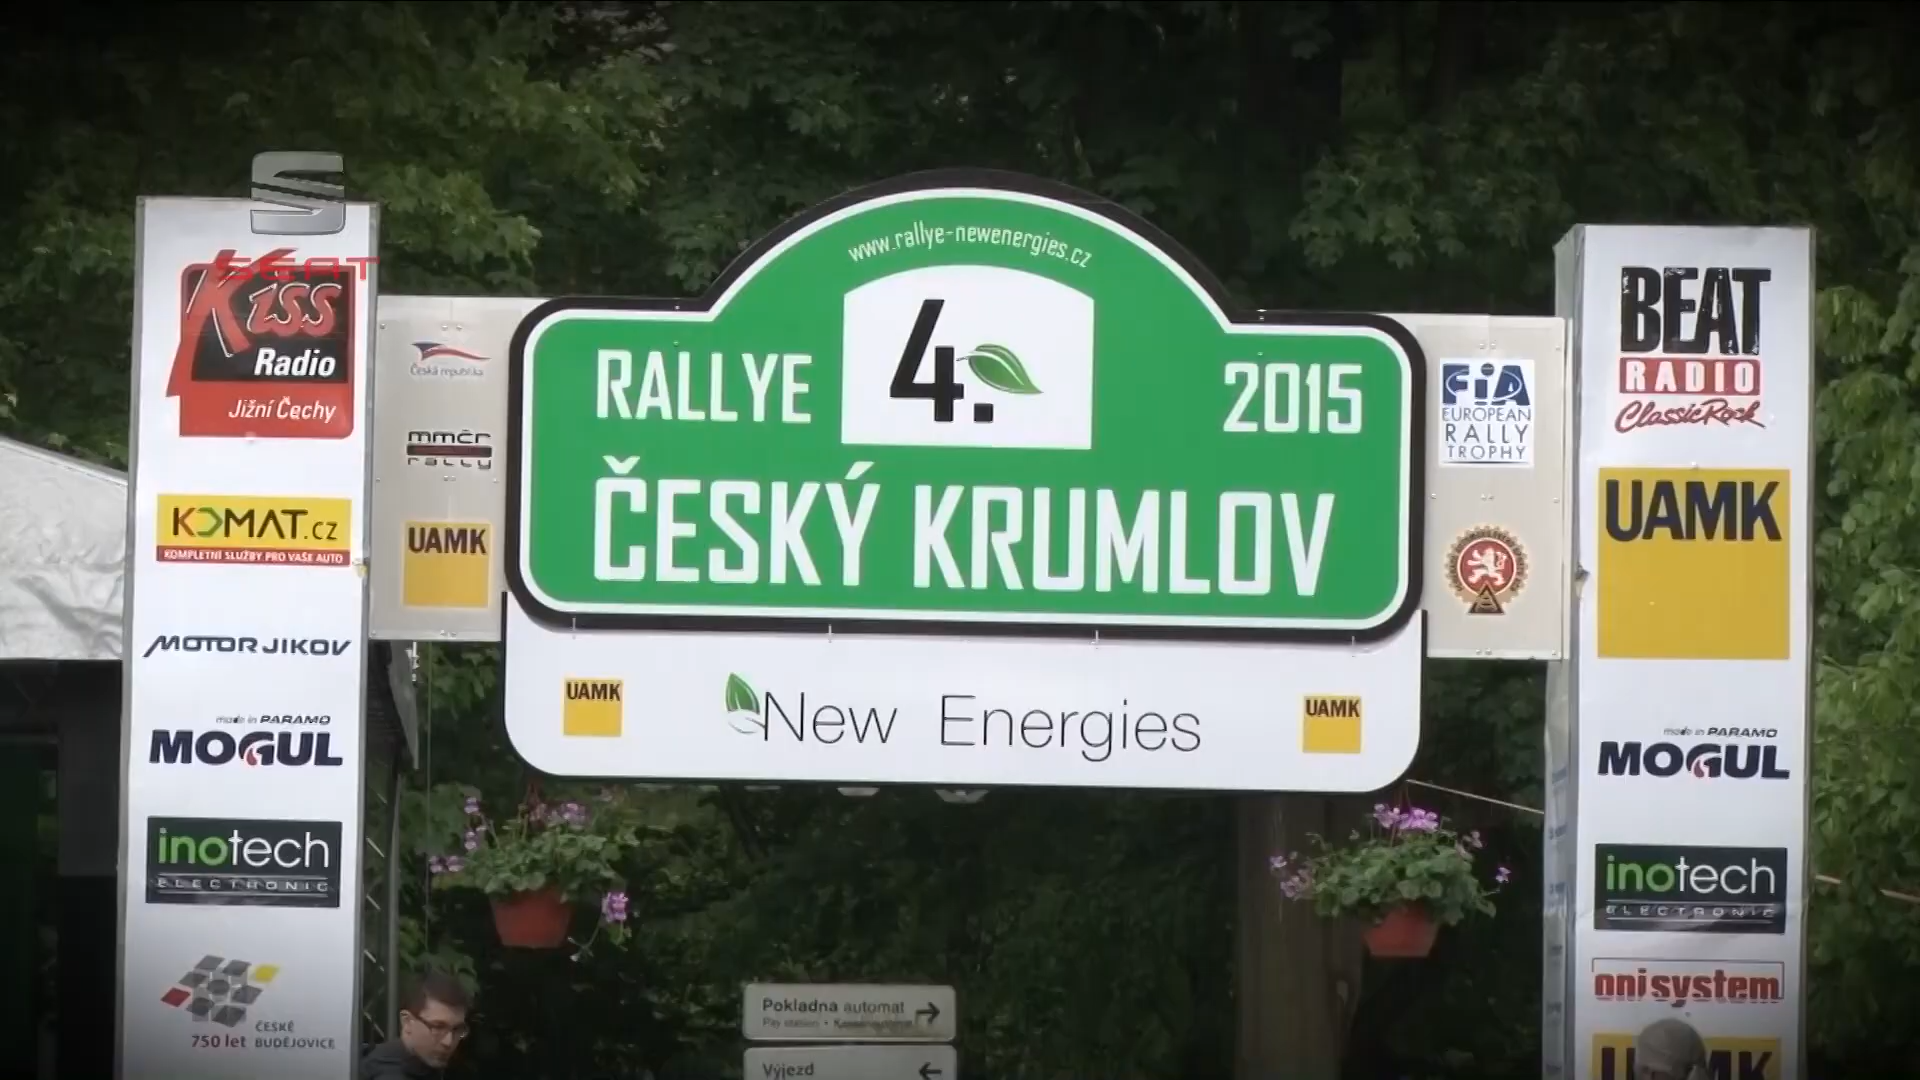 SEAT
Kiss
Radio
Jižní Čechy
KOMAT.cz
KOMPLETNÍ SLUŽBY PRO VAŠE AUTO
MOTOR JIKOV
made in PARAMO
MOGUL
inotech
ELECTRONIC
ČESKÉ
750 let BUDĚJOVICE
Česká republika
mmčr
rally
UAMK
www.rallye-newenergies.cz
RALLYE 4. 2015
ČESKÝ KRUMLOV
UAMK New Energies UAMK
FIA
EUROPEAN
RALLY
TROPHY
BEAT
RADIO
ClassicRock
UAMK
made in PARAMO
MOGUL
inotech
ELECTRONIC
onisystem
UAMK
Pokladna automat
Výjezd